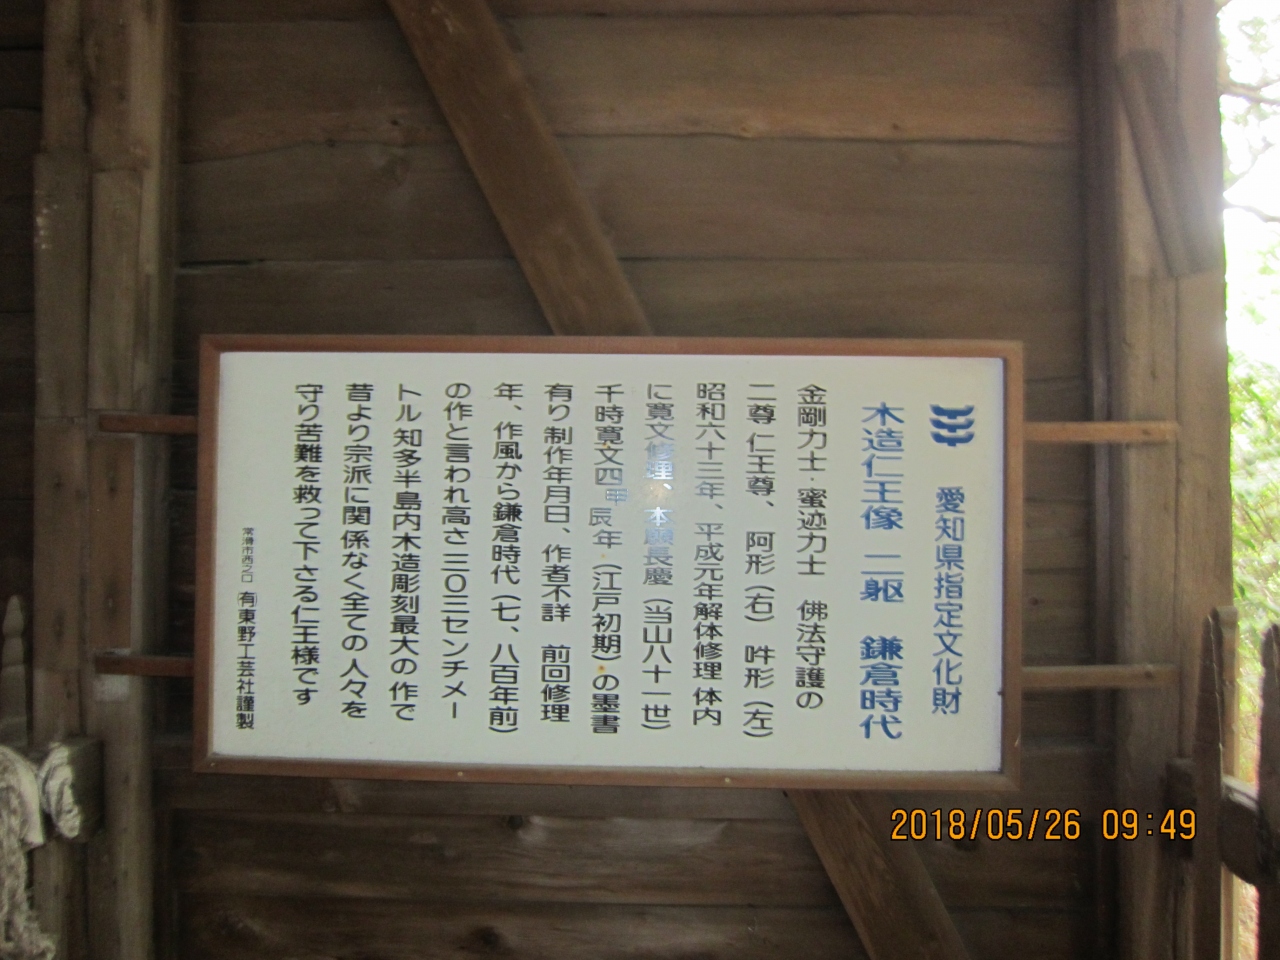 愛知県指定文化財
木造仁王像 二躯 鎌倉時代
金剛力士・蜜迹力士 佛法守護の
二尊 仁王尊、 阿形(右) 吽形(左)
昭和六十三年、平成元年解体修理 体内
に寛文修理、本願長慶(当山八十一世)
千時寛文四甲辰年・(江戸初期)・の墨書
有り制作年月日、作者不詳 前回修理
年、作風から鎌倉時代(七、八百年前)
の作と言われ高さ三三〇センチメー
トル知多半島内木造彫刻最大の作で
昔より宗派に関係なく全ての人々を
守り苦難を救って下さる仁王様です
常滑市西之口 (有)東野工芸社謹製
2018/05/26 09:49